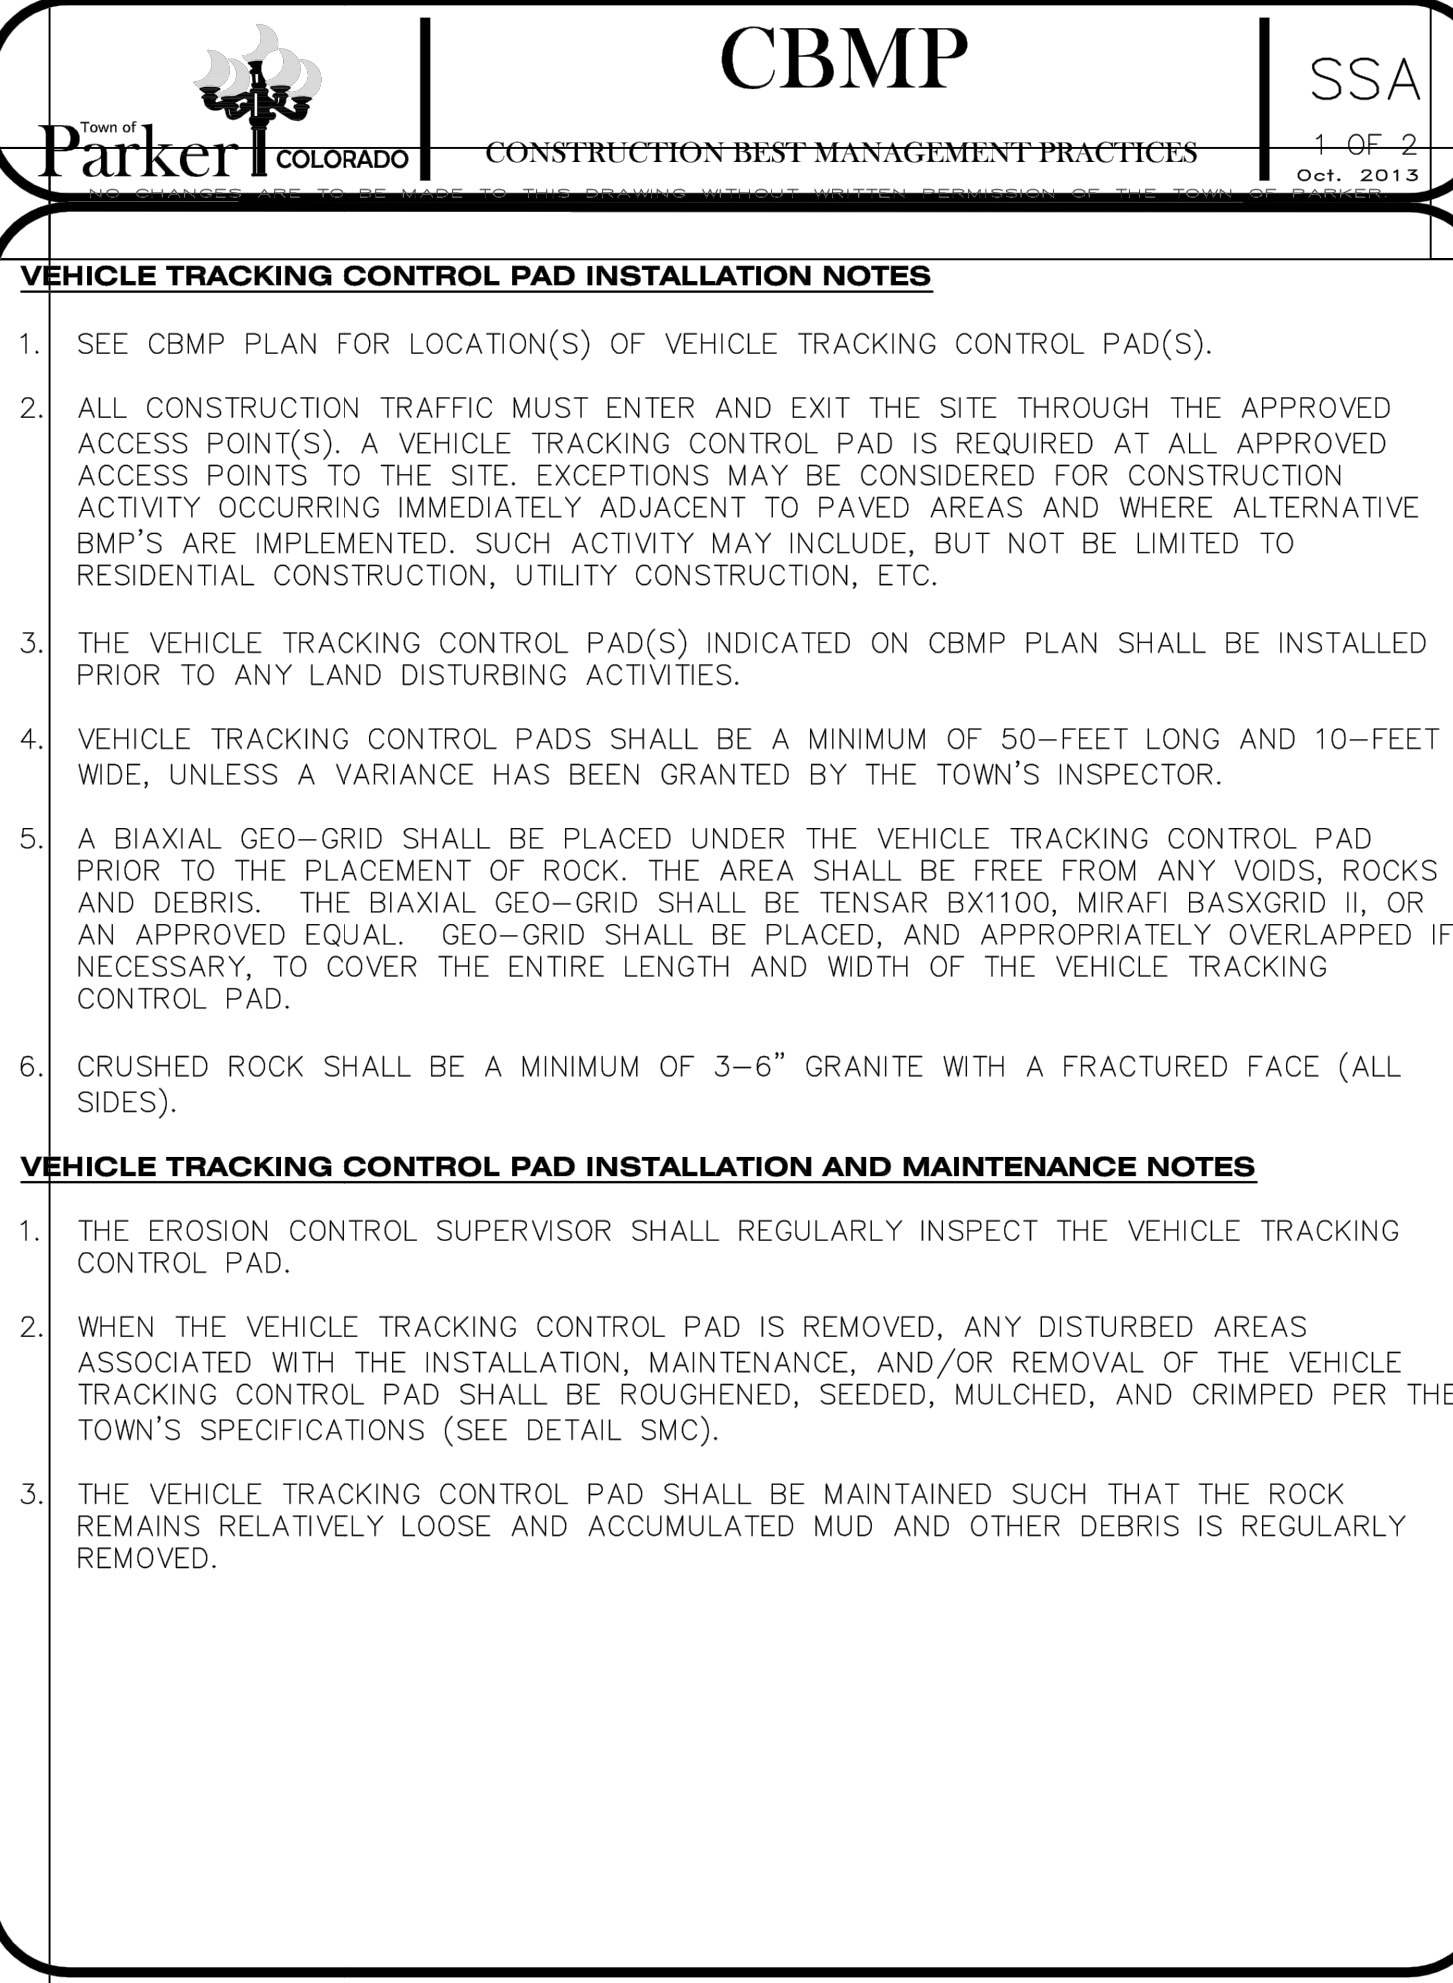 Town of
Parker
COLORADO
CBMP
CONSTRUCTION BEST MANAGEMENT PRACTICES
SSA
1 OF 2
Oct. 2013
NO CHANGES ARE TO BE MADE TO THIS DRAWING WITHOUT WRITTEN PERMISSION OF THE TOWN OF PARKER.
VEHICLE TRACKING CONTROL PAD INSTALLATION NOTES
1. SEE CBMP PLAN FOR LOCATION(S) OF VEHICLE TRACKING CONTROL PAD(S).
2. ALL CONSTRUCTION TRAFFIC MUST ENTER AND EXIT THE SITE THROUGH THE APPROVED
ACCESS POINT(S). A VEHICLE TRACKING CONTROL PAD IS REQUIRED AT ALL APPROVED
ACCESS POINTS TO THE SITE. EXCEPTIONS MAY BE CONSIDERED FOR CONSTRUCTION
ACTIVITY OCCURRING IMMEDIATELY ADJACENT TO PAVED AREAS AND WHERE ALTERNATIVE
BMP'S ARE IMPLEMENTED. SUCH ACTIVITY MAY INCLUDE, BUT NOT BE LIMITED TO
RESIDENTIAL CONSTRUCTION, UTILITY CONSTRUCTION, ETC.
3. THE VEHICLE TRACKING CONTROL PAD(S) INDICATED ON CBMP PLAN SHALL BE INSTALLED
PRIOR TO ANY LAND DISTURBING ACTIVITIES.
4. VEHICLE TRACKING CONTROL PADS SHALL BE A MINIMUM OF 50-FEET LONG AND 10-FEET
WIDE, UNLESS A VARIANCE HAS BEEN GRANTED BY THE TOWN'S INSPECTOR.
5. A BIAXIAL GEO-GRID SHALL BE PLACED UNDER THE VEHICLE TRACKING CONTROL PAD
PRIOR TO THE PLACEMENT OF ROCK. THE AREA SHALL BE FREE FROM ANY VOIDS, ROCKS
AND DEBRIS. THE BIAXIAL GEO-GRID SHALL BE TENSAR BX1100, MIRAFI BASXGRID II, OR
AN APPROVED EQUAL. GEO-GRID SHALL BE PLACED, AND APPROPRIATELY OVERLAPPED IF
NECESSARY, TO COVER THE ENTIRE LENGTH AND WIDTH OF THE VEHICLE TRACKING
CONTROL PAD.
6. CRUSHED ROCK SHALL BE A MINIMUM OF 3-6" GRANITE WITH A FRACTURED FACE (ALL
SIDES).
VEHICLE TRACKING CONTROL PAD INSTALLATION AND MAINTENANCE NOTES
1. THE EROSION CONTROL SUPERVISOR SHALL REGULARLY INSPECT THE VEHICLE TRACKING
CONTROL PAD.
2. WHEN THE VEHICLE TRACKING CONTROL PAD IS REMOVED, ANY DISTURBED AREAS
ASSOCIATED WITH THE INSTALLATION, MAINTENANCE, AND/OR REMOVAL OF THE VEHICLE
TRACKING CONTROL PAD SHALL BE ROUGHENED, SEEDED, MULCHED, AND CRIMPED PER THE
TOWN'S SPECIFICATIONS (SEE DETAIL SMC).
3. THE VEHICLE TRACKING CONTROL PAD SHALL BE MAINTAINED SUCH THAT THE ROCK
REMAINS RELATIVELY LOOSE AND ACCUMULATED MUD AND OTHER DEBRIS IS REGULARLY
REMOVED.